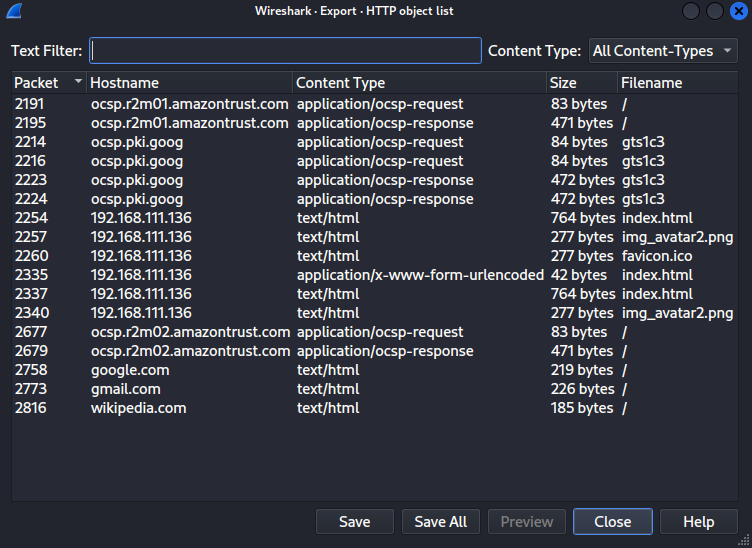 Wireshark · Export · HTTP object list
Text Filter: Content Type: All Content-Types
Packet Hostname Content Type Size Filename
2191 ocsp.r2m01.amazontrust.com application/ocsp-request 83 bytes /
2195 ocsp.r2m01.amazontrust.com application/ocsp-response 471 bytes /
2214 ocsp.pki.goog application/ocsp-request 84 bytes gts1c3
2216 ocsp.pki.goog application/ocsp-request 84 bytes gts1c3
2223 ocsp.pki.goog application/ocsp-response 472 bytes gts1c3
2224 ocsp.pki.goog application/ocsp-response 472 bytes gts1c3
2254 192.168.111.136 text/html 764 bytes index.html
2257 192.168.111.136 text/html 277 bytes img_avatar2.png
2260 192.168.111.136 text/html 277 bytes favicon.ico
2335 192.168.111.136 application/x-www-form-urlencoded 42 bytes index.html
2337 192.168.111.136 text/html 764 bytes index.html
2340 192.168.111.136 text/html 277 bytes img_avatar2.png
2677 ocsp.r2m02.amazontrust.com application/ocsp-request 83 bytes /
2679 ocsp.r2m02.amazontrust.com application/ocsp-response 471 bytes /
2758 google.com text/html 219 bytes /
2773 gmail.com text/html 226 bytes /
2816 wikipedia.com text/html 185 bytes /
Save Save All Preview Close Help